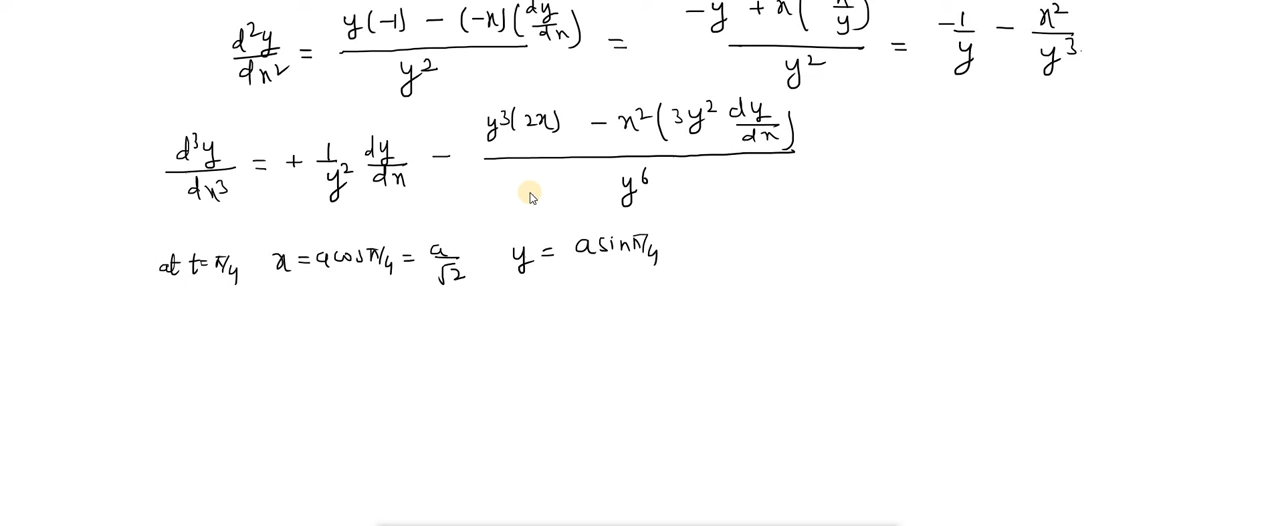 d²y/dx² = (y(-1) - (-x)(dy/dx))/y² = (-y + x(x/y))/y² = -1/y - x²/y³.
d³y/dx³ = + 1/y² dy/dx - (y³(2x) - x²(3y² dy/dx))/y⁶
at t=π/4 x = a cos π/4 = a/√2 y = a sin π/4